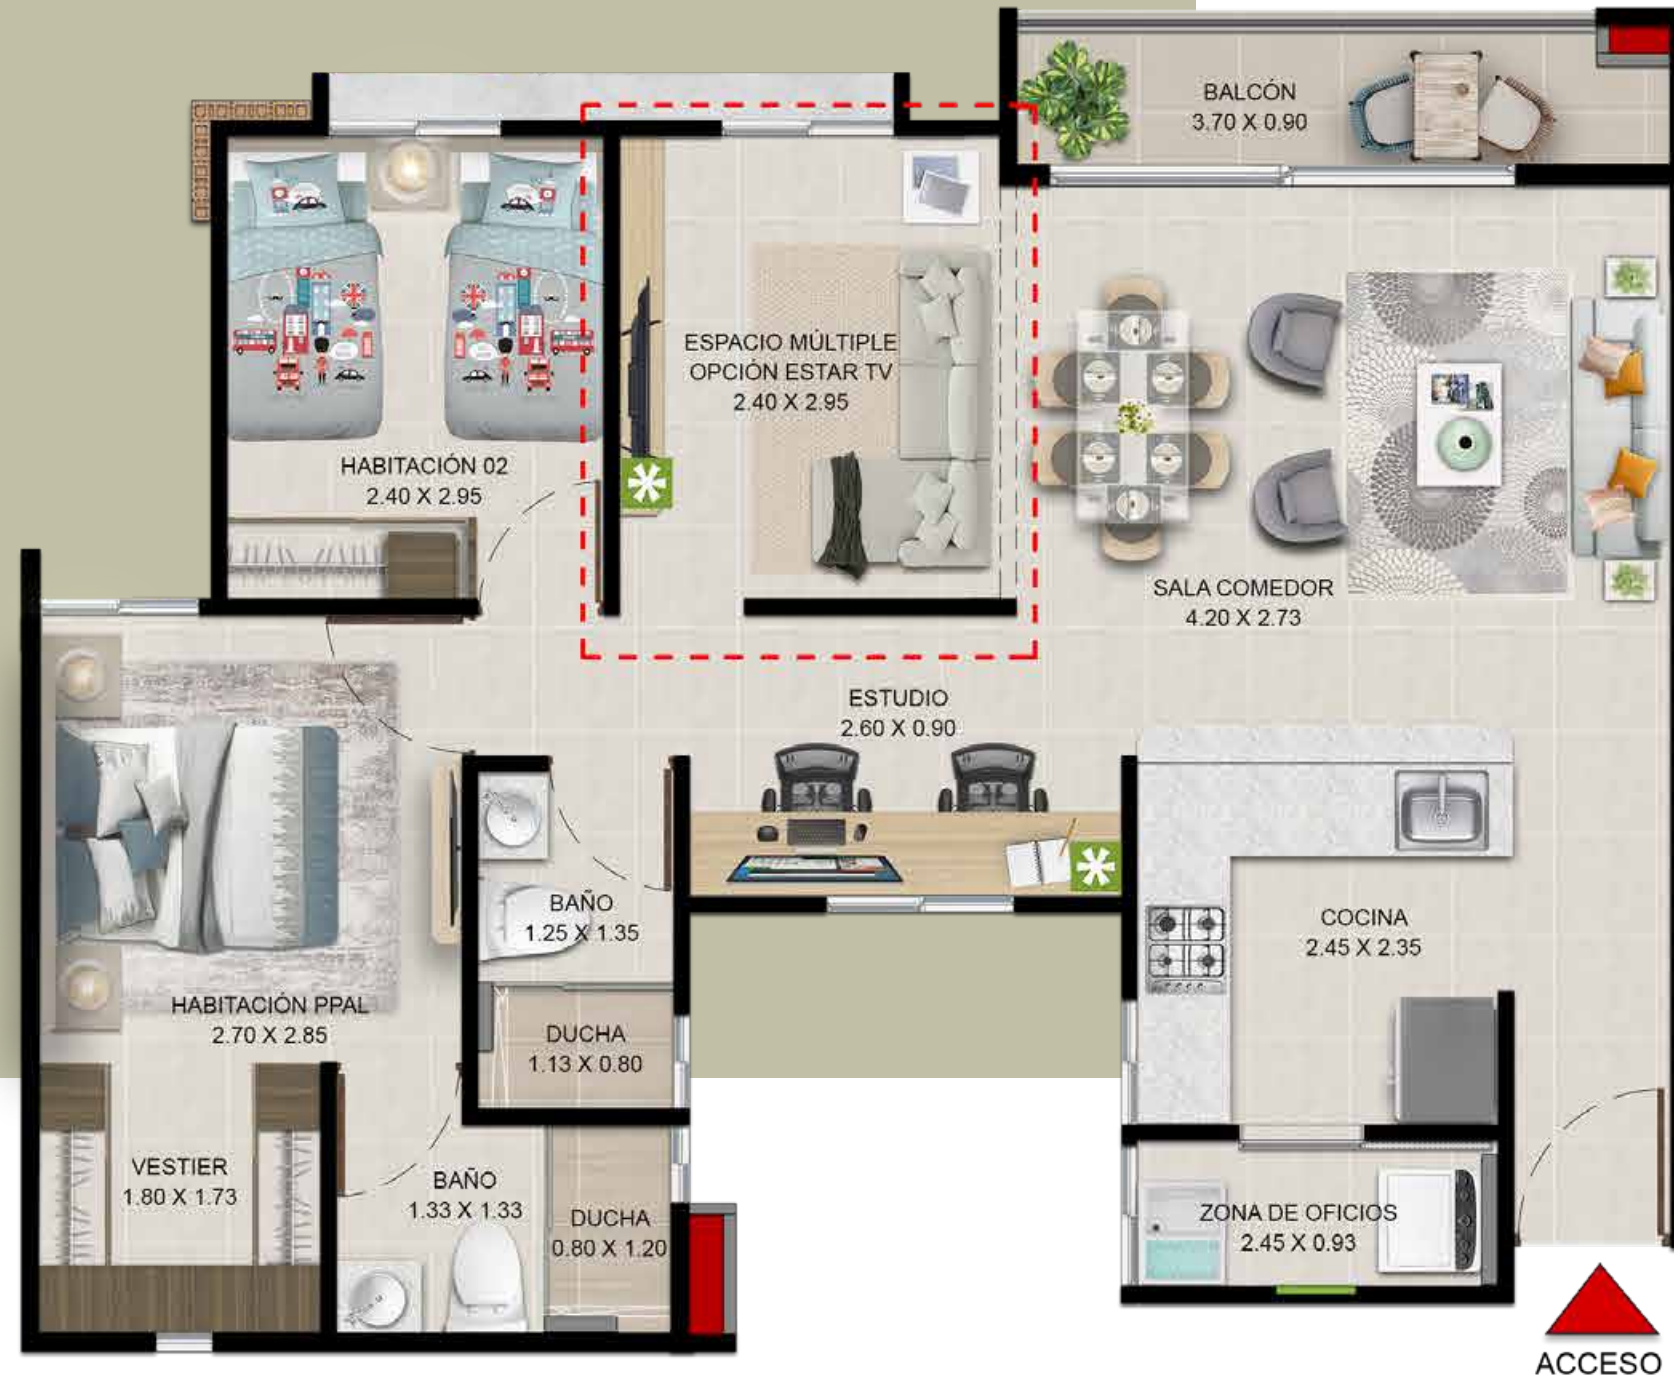 BALCÓN
3.70 X 0.90
ESPACIO MÚLTIPLE
OPCIÓN ESTAR TV
2.40 X 2.95
HABITACIÓN 02
2.40 X 2.95
SALA COMEDOR
4.20 X 2.73
ESTUDIO
2.60 X 0.90
BAÑO
1.25 X 1.35
COCINA
2.45 X 2.35
HABITACIÓN PPAL
2.70 X 2.85
DUCHA
1.13 X 0.80
VESTIER
1.80 X 1.73
BAÑO
1.33 X 1.33
DUCHA
0.80 X 1.20
ZONA DE OFICIOS
2.45 X 0.93
ACCESO